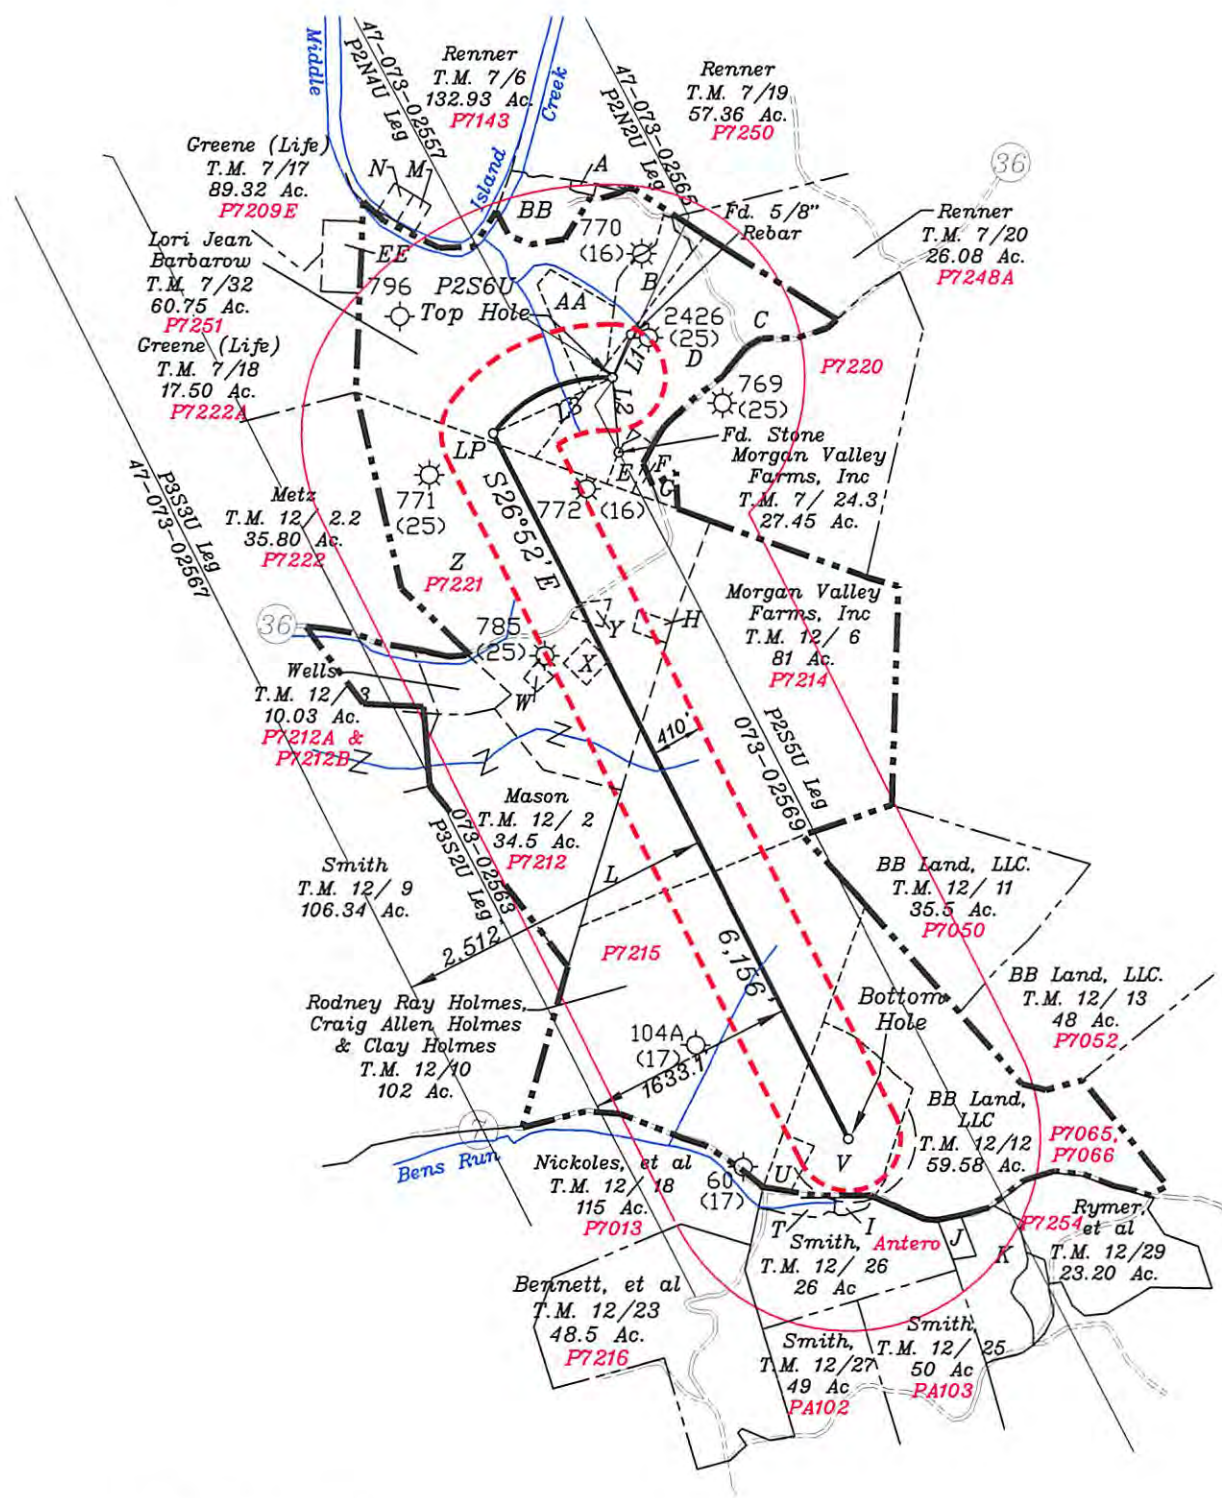 Middle
47-073-02557
P2N4U Leg
Renner
T.M. 7/6
132.93 Ac.
P7143
Creek
Island
47-073-02565
P2N2U Leg
Renner
T.M. 7/19
57.36 Ac.
P7250
36
Greene (Life)
T.M. 7/17
89.32 Ac.
P7209E
N
M
A
BB
770
(16)
Fd. 5/8"
Rebar
Renner
T.M. 7/20
26.08 Ac.
P7248A
Lori Jean
Barbarow
T.M. 7/32
60.75 Ac.
P7251
EE
796
P2S6U
Top Hole
AA
B
2426
(25)
C
D
P7220
Greene (Life)
T.M. 7/18
17.50 Ac.
P7222A
L1
L2
L3
769
(25)
LP
Fd. Stone
E
F
G
Morgan Valley
Farms, Inc
T.M. 7/ 24.3
27.45 Ac.
P3S3U Leg
47-073-02567
Metz
T.M. 12/ 2.2
35.80 Ac.
P7222
771
(25)
S26°52' E
772 (16)
Z
P7221
36
785
(25)
Y
H
X
W
Morgan Valley
Farms, Inc
T.M. 12/ 6
81 Ac.
P7214
Wells
T.M. 12/ 3
10.03 Ac.
P7212A &
P7212B
Z
Z
Z
410'
P2S5U Leg
073-02569
Mason
T.M. 12/ 2
34.5 Ac.
P7212
073-02563
P3S2U Leg
Smith
T.M. 12/ 9
106.34 Ac.
L
2,512'
BB Land, LLC.
T.M. 12/ 11
35.5 Ac.
P7050
P7215
6,156'
BB Land, LLC.
T.M. 12/ 13
48 Ac.
P7052
Bottom
Hole
Rodney Ray Holmes,
Craig Allen Holmes
& Clay Holmes
T.M. 12/10
102 Ac.
104A
(17)
1633.1'
7
Bens Run
BB Land,
LLC
T.M. 12/12
59.58 Ac.
P7065,
P7066
V
Nickoles, et al
T.M. 12/ 18
115 Ac.
P7013
60
(17)
U
T
I
J
K
Smith,
T.M. 12/ 26
26 Ac
Antero
P7254
Rymer,
et al
T.M. 12/29
23.20 Ac.
Bennett, et al
T.M. 12/23
48.5 Ac.
P7216
Smith,
T.M. 12/27
49 Ac
PA102
Smith,
T.M. 12/ 25
50 Ac
PA103